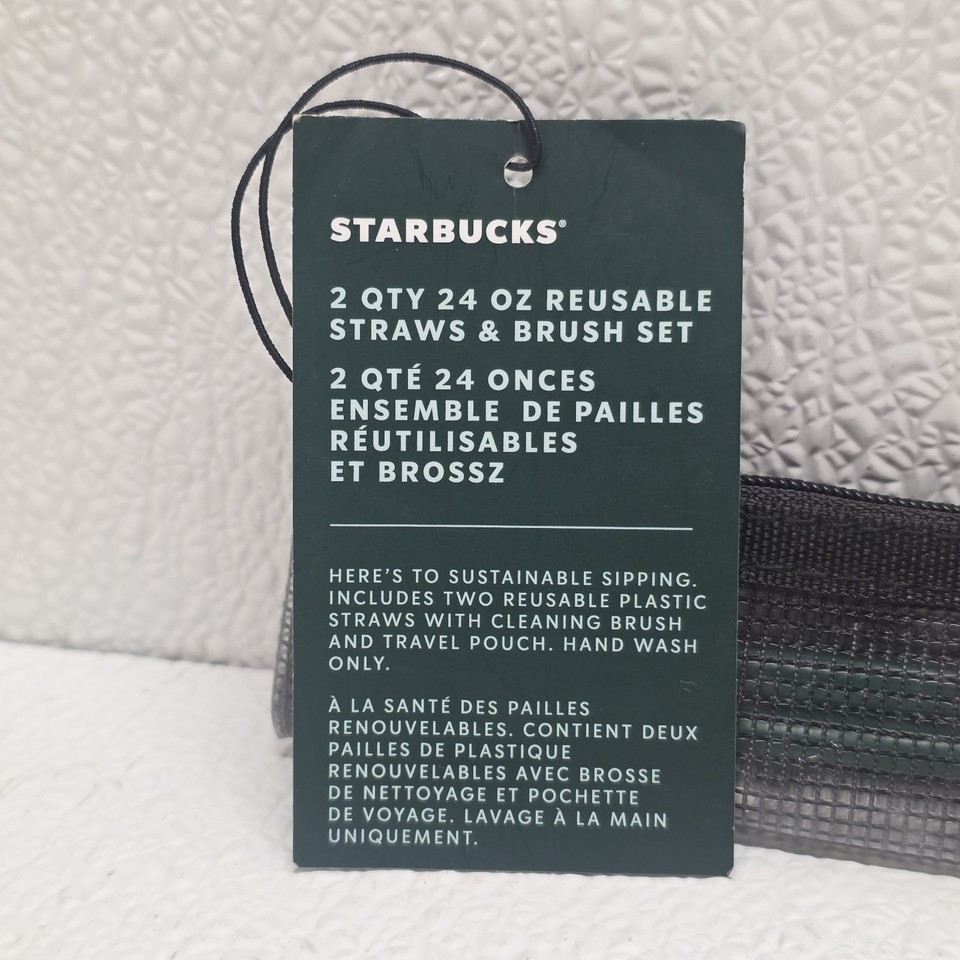 STARBUCKS®
2 QTY 24 OZ REUSABLE
STRAWS & BRUSH SET
2 QTÉ 24 ONCES
ENSEMBLE DE PAILLES
RÉUTILISABLES
ET BROSSZ
HERE'S TO SUSTAINABLE SIPPING.
INCLUDES TWO REUSABLE PLASTIC
STRAWS WITH CLEANING BRUSH
AND TRAVEL POUCH. HAND WASH
ONLY.
À LA SANTÉ DES PAILLES
RENOUVELABLES. CONTIENT DEUX
PAILLES DE PLASTIQUE
RENOUVELABLES AVEC BROSSE
DE NETTOYAGE ET POCHETTE
DE VOYAGE. LAVAGE À LA MAIN
UNIQUEMENT.